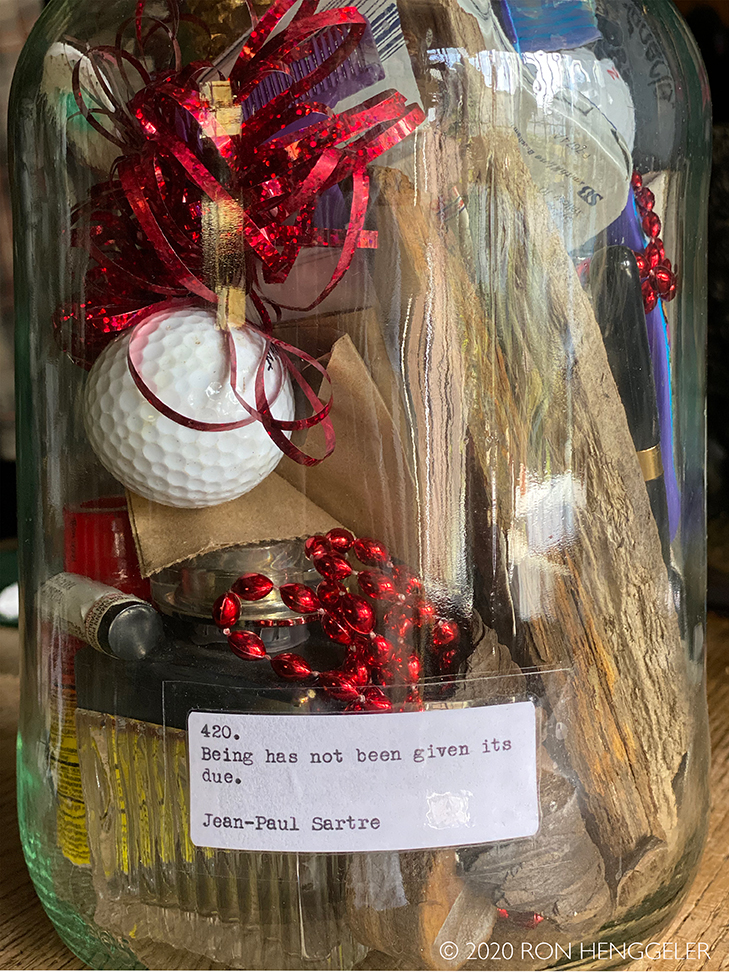 420.
Being has not been given its
due.
Jean-Paul Sartre
© 2020 RON HENGGELER